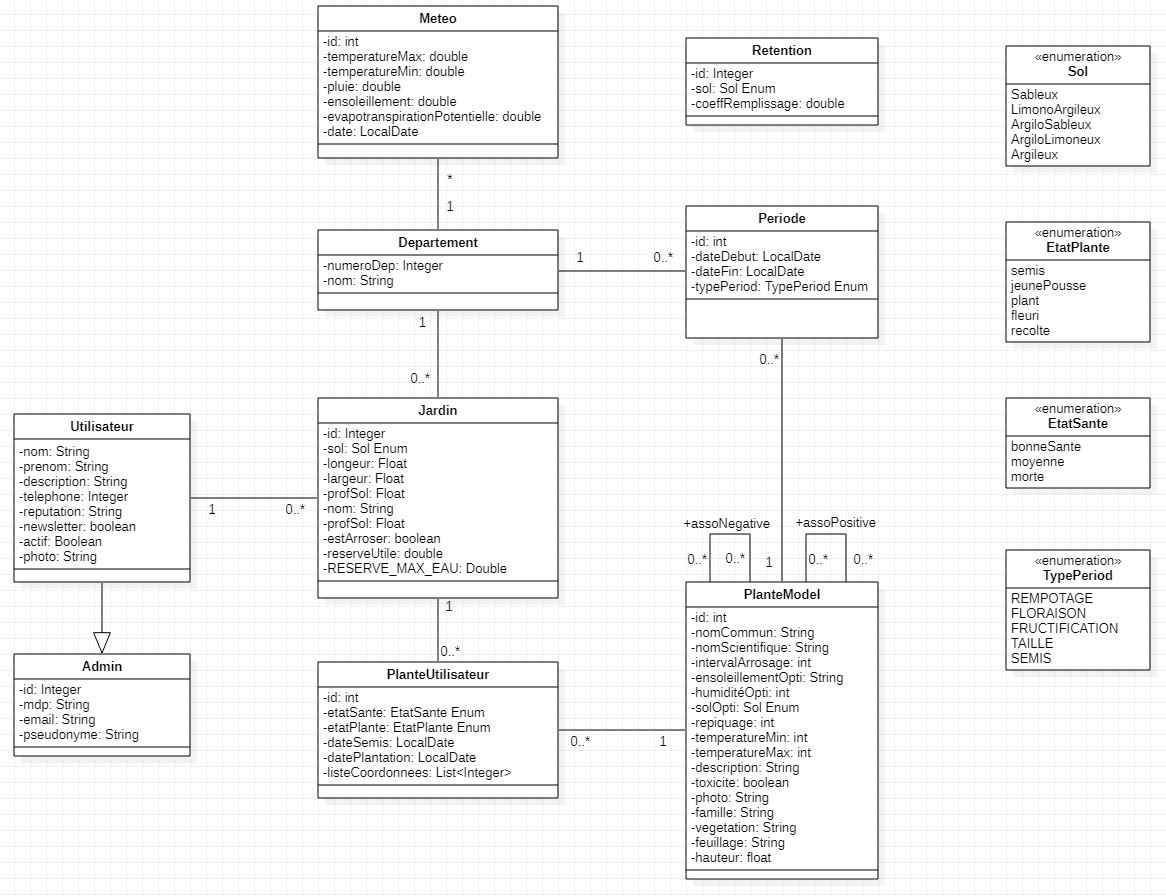 Meteo
-id: int
-temperatureMax: double
-temperatureMin: double
-pluie: double
-ensoleillement: double
-evapotranspirationPotentielle: double
-date: LocalDate
*
1
Retention
-id: Integer
-sol: Sol Enum
-coeffRemplissage: double
«enumeration»
Sol
Sableux
LimonoArgileux
ArgiloSableux
ArgiloLimoneux
Argileux
Departement
-numeroDep: Integer
-nom: String
1
0..*
Periode
-id: int
-dateDebut: LocalDate
-dateFin: LocalDate
-typePeriod: TypePeriod Enum
«enumeration»
EtatPlante
semis
jeunePousse
plant
fleuri
recolte
1
0..*
0..*
Utilisateur
-nom: String
-prenom: String
-description: String
-telephone: Integer
-reputation: String
-newsletter: boolean
-actif: Boolean
-photo: String
1
0..*
Jardin
-id: Integer
-sol: Sol Enum
-longeur: Float
-largeur: Float
-profSol: Float
-nom: String
-profSol: Float
-estArroser: boolean
-reserveUtile: double
-RESERVE_MAX_EAU: Double
«enumeration»
EtatSante
bonneSante
moyenne
morte
+assoNegative
+assoPositive
0..*
0..*
1
0..*
0..*
«enumeration»
TypePeriod
REMPOTAGE
FLORAISON
FRUCTIFICATION
TAILLE
SEMIS
1
0..*
Admin
-id: Integer
-mdp: String
-email: String
-pseudonyme: String
PlanteUtilisateur
-id: int
-etatSante: EtatSante Enum
-etatPlante: EtatPlante Enum
-dateSemis: LocalDate
-datePlantation: LocalDate
-listeCoordonnees: List<Integer>
0..*
1
PlanteModel
-id: int
-nomCommun: String
-nomScientifique: String
-intervalArrosage: int
-ensoleillementOpti: String
-humiditéOpti: int
-solOpti: Sol Enum
-repiquage: int
-temperatureMin: int
-temperatureMax: int
-description: String
-toxicite: boolean
-photo: String
-famille: String
-vegetation: String
-feuillage: String
-hauteur: float